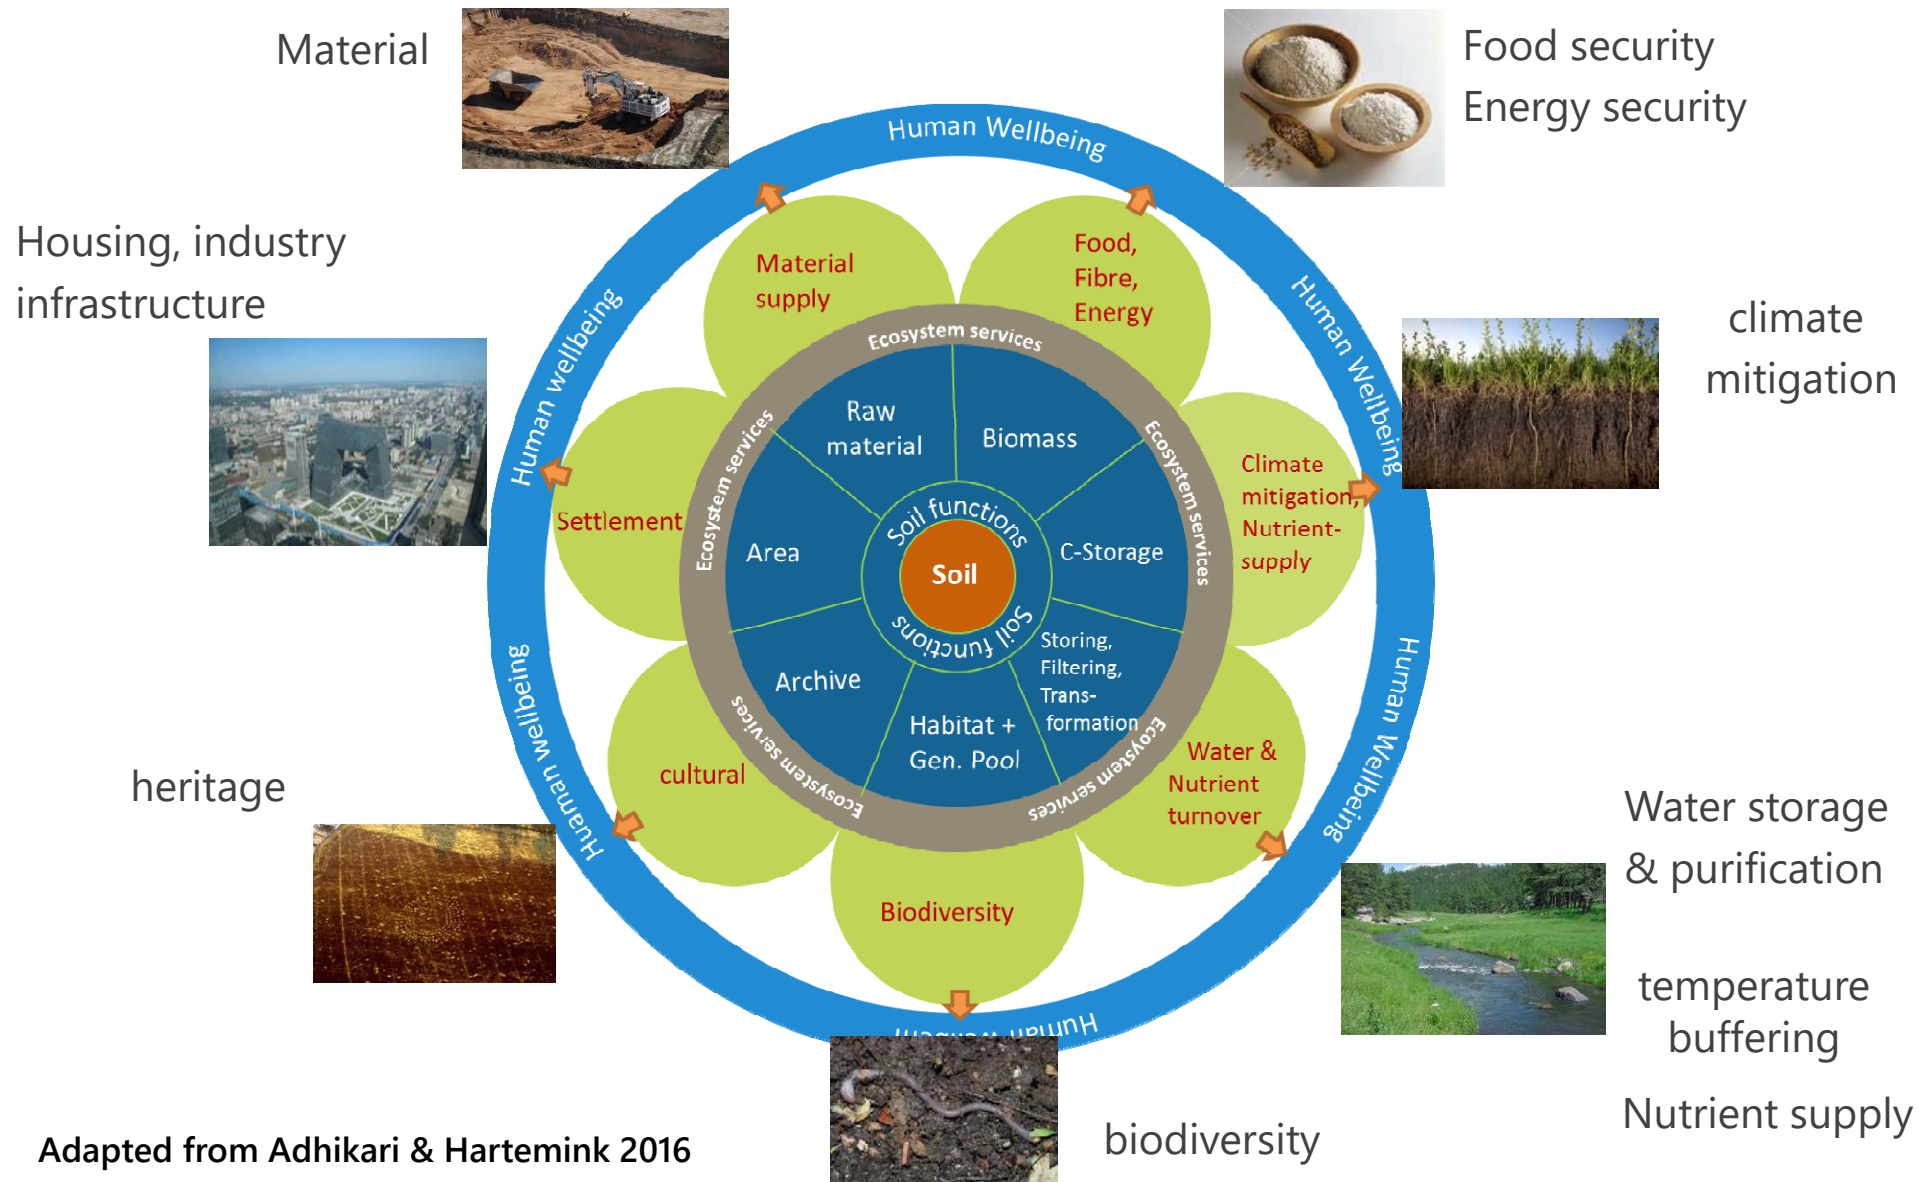 Material
Food security
Energy security
Housing, industry
infrastructure
climate
mitigation
heritage
Water storage
& purification
temperature
buffering
Nutrient supply
biodiversity
Human Wellbeing
Human Wellbeing
Human Wellbeing
Human
Huaman wellbeing
Human wellbeing
Material
supply
Food,
Fibre,
Energy
Climate
mitigation,
Nutrient-
supply
Water &
Nutrient
turnover
Biodiversity
cultural
Settlement
Ecosystem services
Ecosystem services
Ecoystem services
Ecosystem services
Ecosystem services
Raw
material
Biomass
C-Storage
Storing,
Filtering,
Trans-
formation
Habitat +
Gen. Pool
Archive
Area
Soil functions
Soil
Soil functions
Adapted from Adhikari & Hartemink 2016